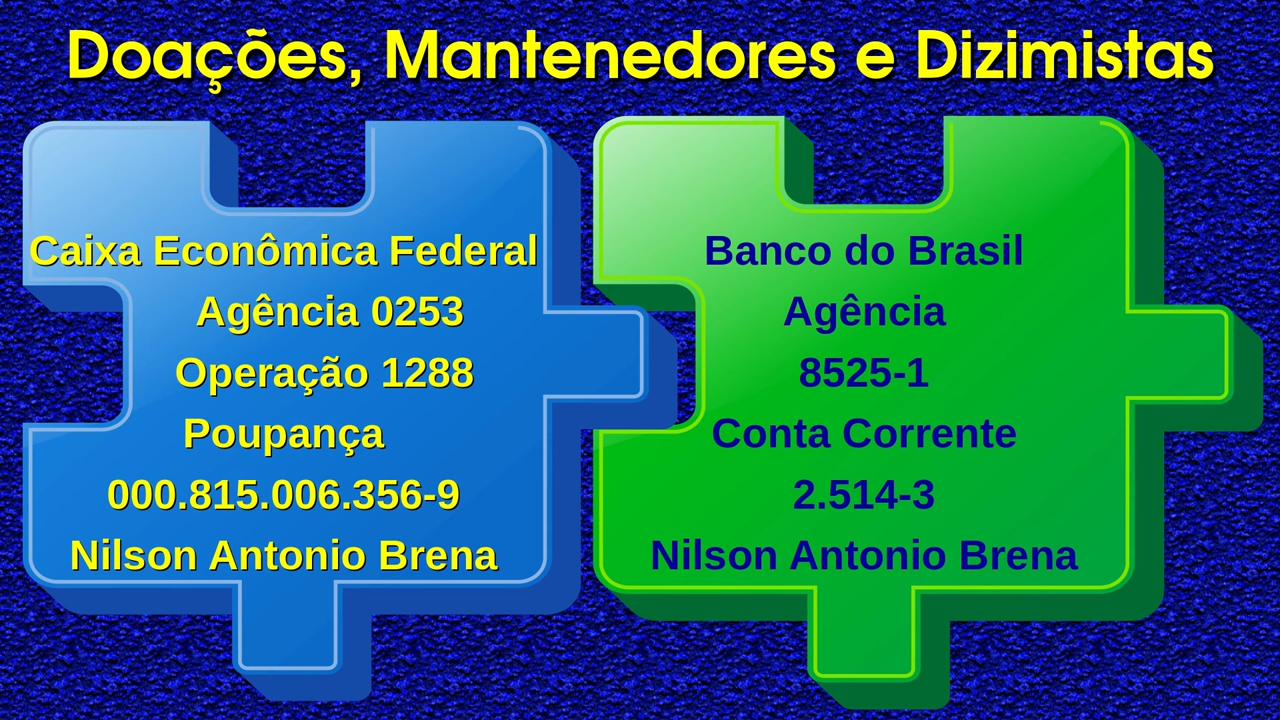 Doações, Mantenedores e Dizimistas
Caixa Econômica Federal
Agência 0253
Operação 1288
Poupança
000.815.006.356-9
Nilson Antonio Brena
Banco do Brasil
Agência
8525-1
Conta Corrente
2.514-3
Nilson Antonio Brena